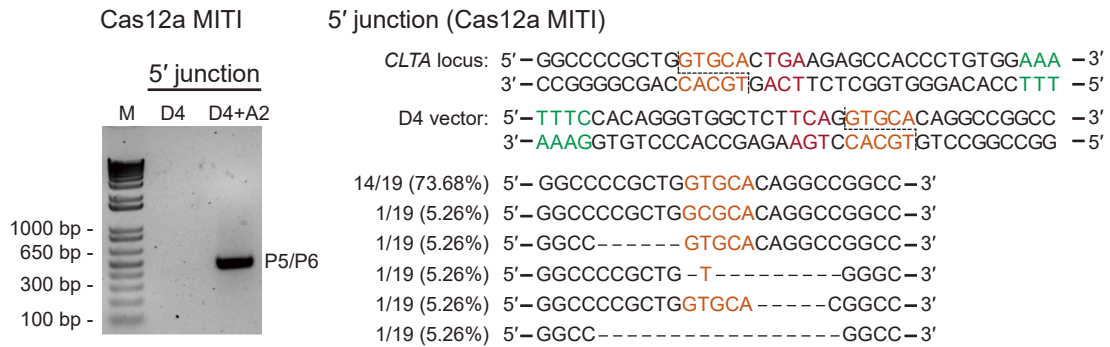 Cas12a MITI
5′ junction
M D4 D4+A2
1000 bp -
650 bp -
300 bp -
100 bp -
P5/P6
5′ junction (Cas12a MITI)
CLTA locus: 5′ – GGCCCCGCTGGTGCACTGAAGAGCCACCCTGTGGAAA – 3′
3′ – CCGGGGCGACCACGTGACTTCTCGGTGGGACACCTTT – 5′
D4 vector: 5′ – TTTCCACAGGGTGGCTCTTCAGGTGCACAGGCCGGCC – 3′
3′ – AAAGGTGTCCCACCGAGAAGTCCACGTGTCCGGCCGG – 5′
14/19 (73.68%) 5′ – GGCCCCGCTGGTGCACAGGCCGGCC – 3′
1/19 (5.26%) 5′ – GGCCCCGCTGGCGCACAGGCCGGCC – 3′
1/19 (5.26%) 5′ – GGCC – – – – – – GTGCACAGGCCGGCC – 3′
1/19 (5.26%) 5′ – GGCCCCGCTG – T – – – – – – – – – GGGC – 3′
1/19 (5.26%) 5′ – GGCCCCGCTGGTGCA – – – – – CGGCC – 3′
1/19 (5.26%) 5′ – GGCC – – – – – – – – – – – – – – – – – GGCC – 3′